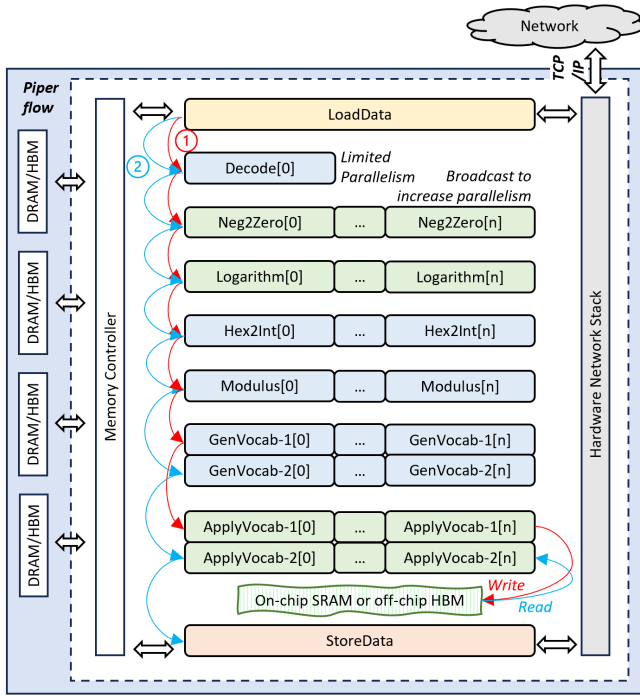 Network
TCP
/IP
Piper
flow
LoadData
1
2
Decode[0]
Limited
Parallelism
Broadcast to
increase parallelism
Neg2Zero[0] ... Neg2Zero[n]
Logarithm[0] ... Logarithm[n]
Hex2Int[0] ... Hex2Int[n]
Modulus[0] ... Modulus[n]
GenVocab-1[0] ... GenVocab-1[n]
GenVocab-2[0] ... GenVocab-2[n]
ApplyVocab-1[0] ... ApplyVocab-1[n]
ApplyVocab-2[0] ... ApplyVocab-2[n]
Write
Read
On-chip SRAM or off-chip HBM
StoreData
DRAM/HBM
DRAM/HBM
DRAM/HBM
DRAM/HBM
Memory Controller
Hardware Network Stack